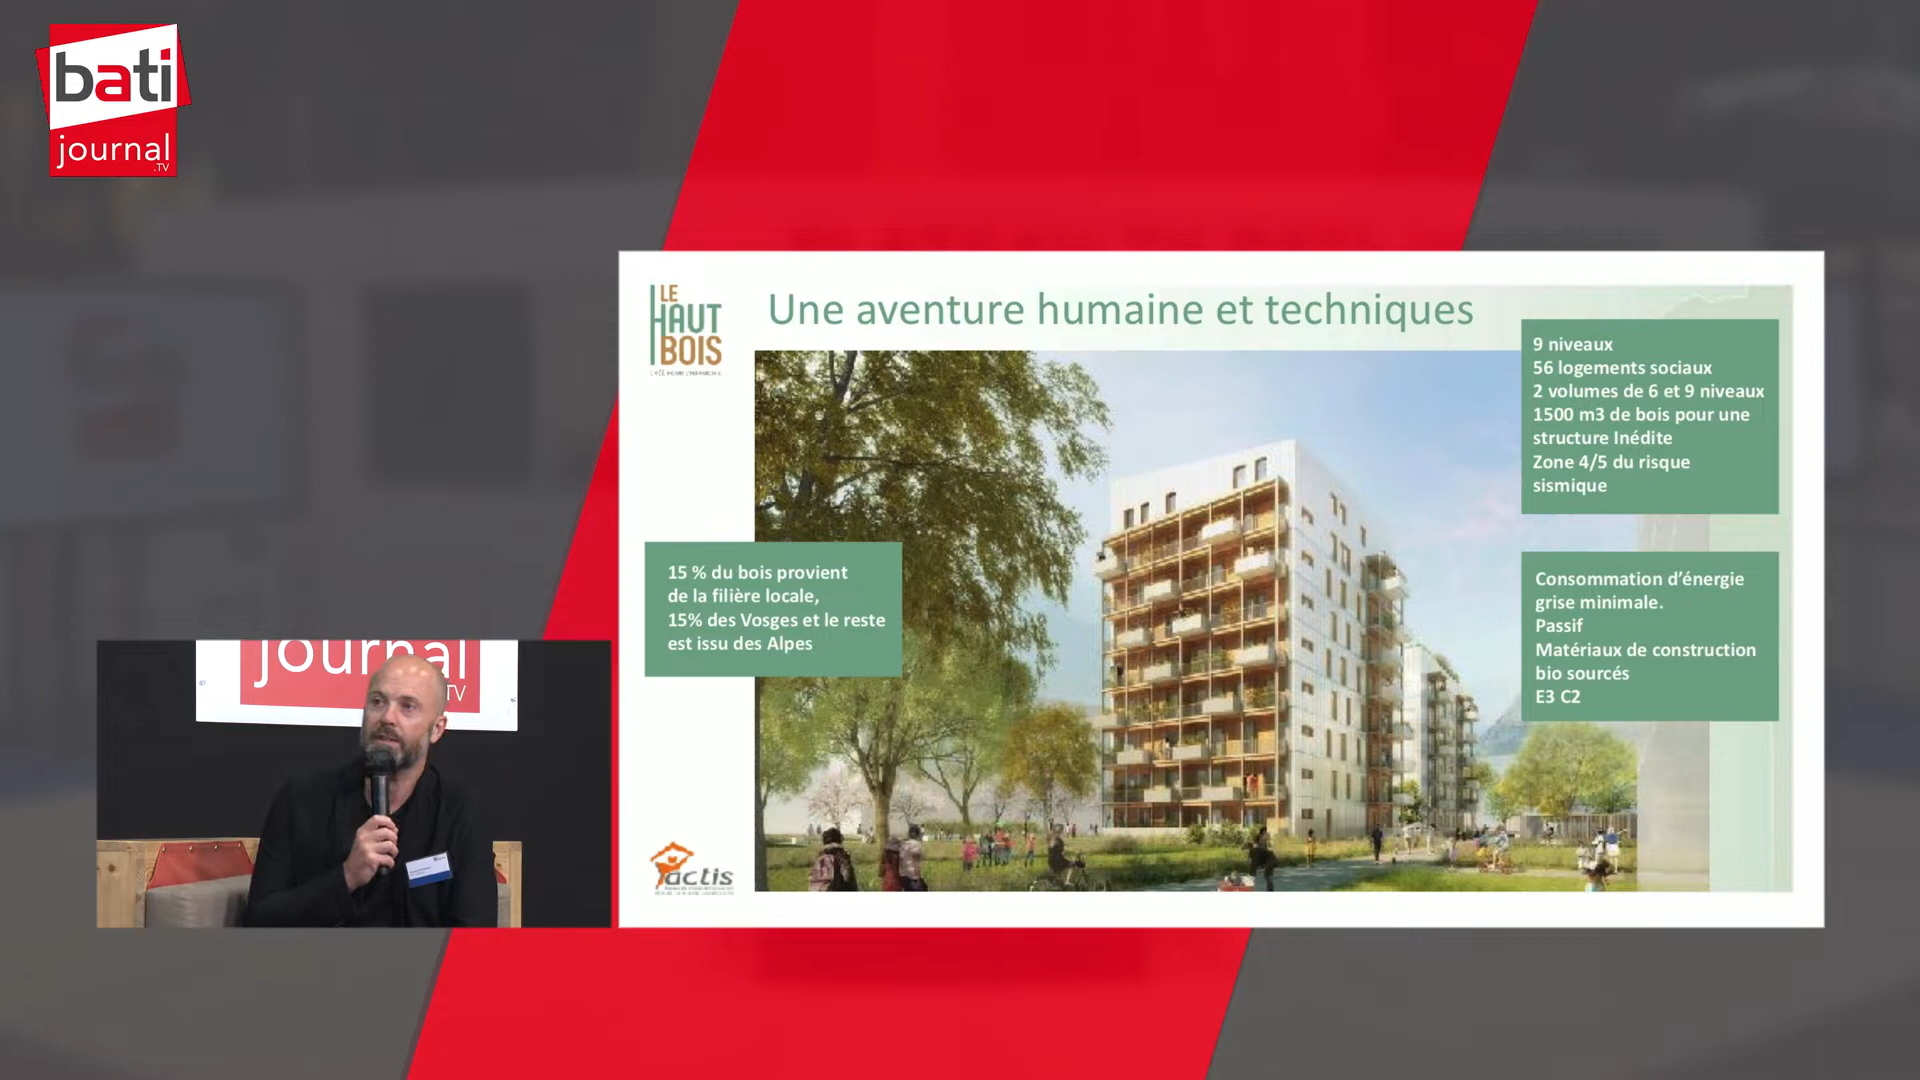 bati
journal
.TV
LE
HAUT
BOIS
Une aventure humaine et techniques
9 niveaux
56 logements sociaux
2 volumes de 6 et 9 niveaux
1500 m3 de bois pour une
structure Inédite
Zone 4/5 du risque
sismique
15 % du bois provient
de la filière locale,
15% des Vosges et le reste
est issu des Alpes
Consommation d’énergie
grise minimale.
Passif
Matériaux de construction
bio sourcés
E3 C2
journal
TV
actis